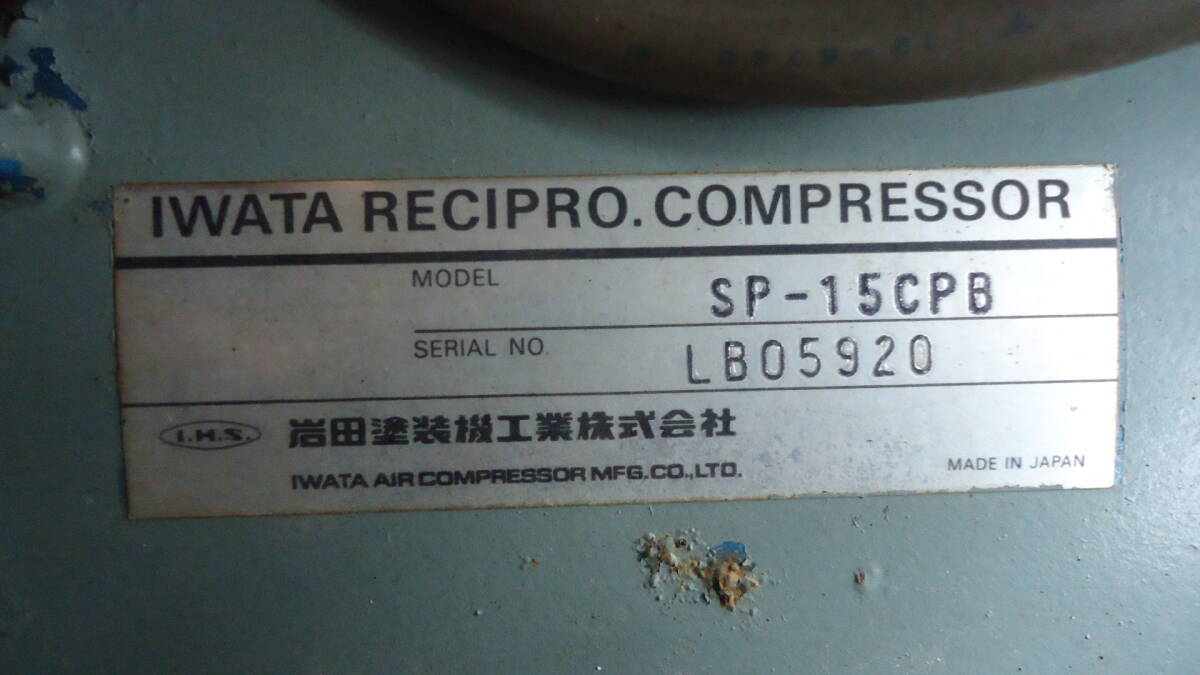 IWATA RECIPRO. COMPRESSOR
MODEL SP-15CPB
SERIAL NO. LB05920
I.H.S. 岩田塗装機工業株式会社
IWATA AIR COMPRESSOR MFG. CO., LTD.
MADE IN JAPAN